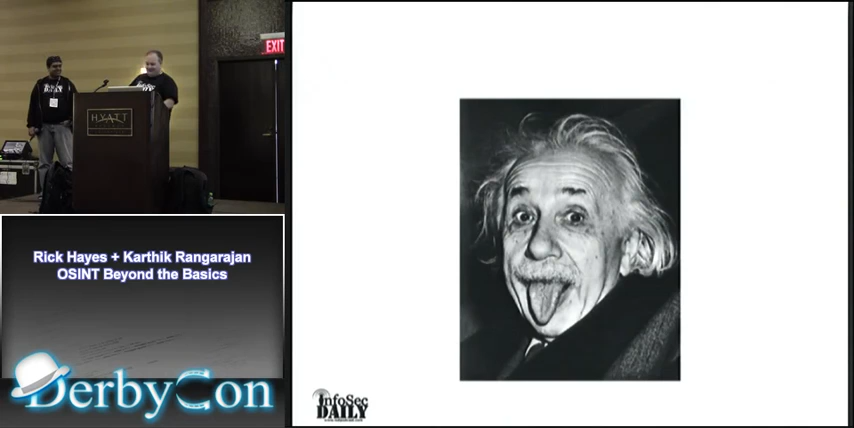 EXIT
HYATT
Rick Hayes + Karthik Rangarajan
OSINT Beyond the Basics
DerbyCon
InfoSec
DAILY